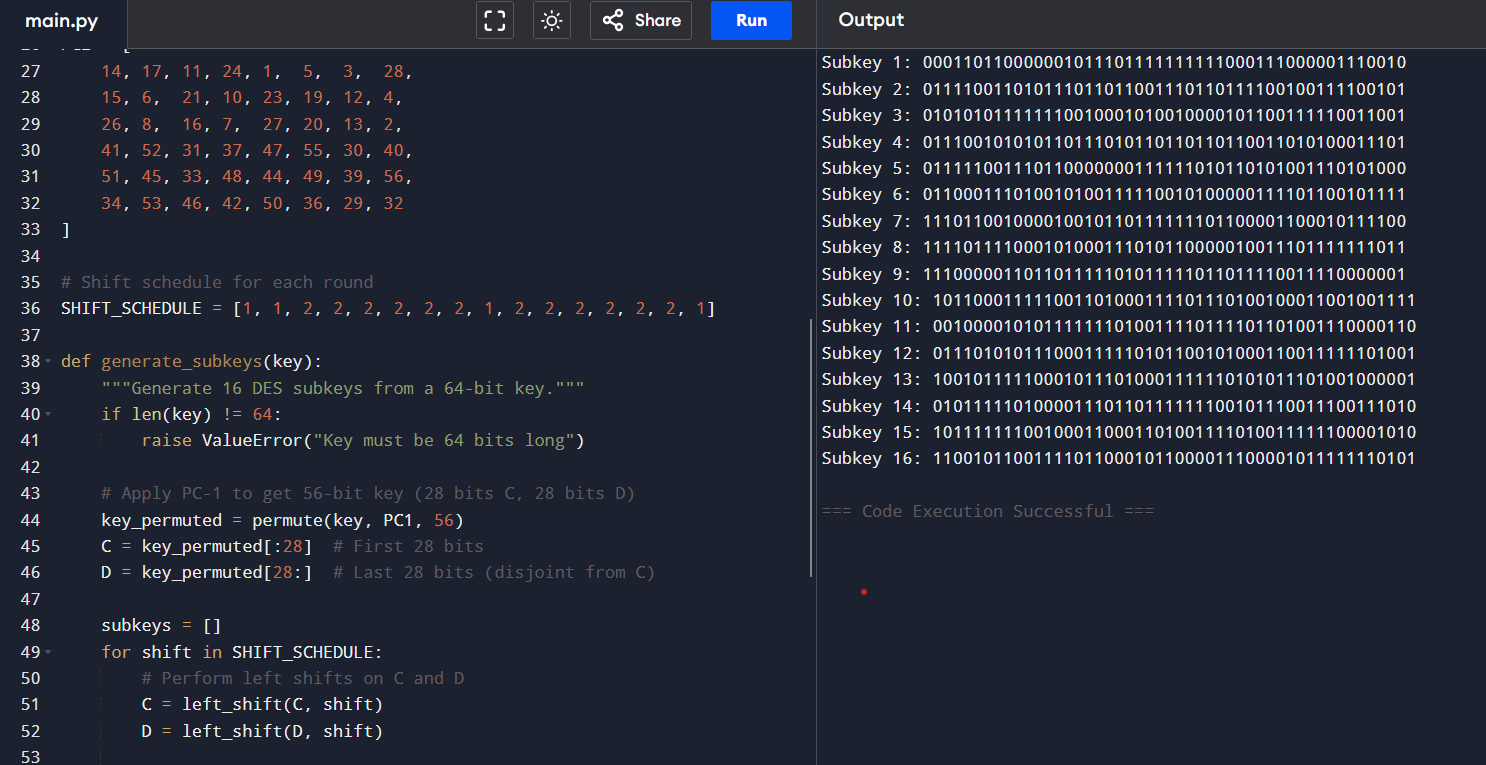 main.py
Share
Run
27 14, 17, 11, 24, 1, 5, 3, 28,
28 15, 6, 21, 10, 23, 19, 12, 4,
29 26, 8, 16, 7, 27, 20, 13, 2,
30 41, 52, 31, 37, 47, 55, 30, 40,
31 51, 45, 33, 48, 44, 49, 39, 56,
32 34, 53, 46, 42, 50, 36, 29, 32
33 ]
34
35 # Shift schedule for each round
36 SHIFT_SCHEDULE = [1, 1, 2, 2, 2, 2, 2, 2, 1, 2, 2, 2, 2, 2, 2, 1]
37
38 def generate_subkeys(key):
39 """Generate 16 DES subkeys from a 64-bit key."""
40 if len(key) != 64:
41 raise ValueError("Key must be 64 bits long")
42
43 # Apply PC-1 to get 56-bit key (28 bits C, 28 bits D)
44 key_permuted = permute(key, PC1, 56)
45 C = key_permuted[:28] # First 28 bits
46 D = key_permuted[28:] # Last 28 bits (disjoint from C)
47
48 subkeys = []
49 for shift in SHIFT_SCHEDULE:
50 # Perform left shifts on C and D
51 C = left_shift(C, shift)
52 D = left_shift(D, shift)
53
Output
Subkey 1: 000110110000001011101111111111000111000001110010
Subkey 2: 011110011010111011011001110110111100100111100101
Subkey 3: 010101011111110010001010010000101100111110011001
Subkey 4: 011100101010110111010110110110110011010100011101
Subkey 5: 011111001110110000000111111010110101001110101000
Subkey 6: 011000111010010100111110010100000111101100101111
Subkey 7: 111011001000010010110111111101100001100010111100
Subkey 8: 111101111000101000111010110000010011101111111011
Subkey 9: 111000001101101111101011111011011110011110000001
Subkey 10: 101100011111001101000111101110100100011001001111
Subkey 11: 001000010101111111010011110111101101001110000110
Subkey 12: 011101010111000111110101100101000110011111101001
Subkey 13: 100101111100010111010001111110101011101001000001
Subkey 14: 010111110100001110110111111100101110011100111010
Subkey 15: 101111111001000110001101001111010011111100001010
Subkey 16: 110010110011110110001011000011100001011111110101
=== Code Execution Successful ===